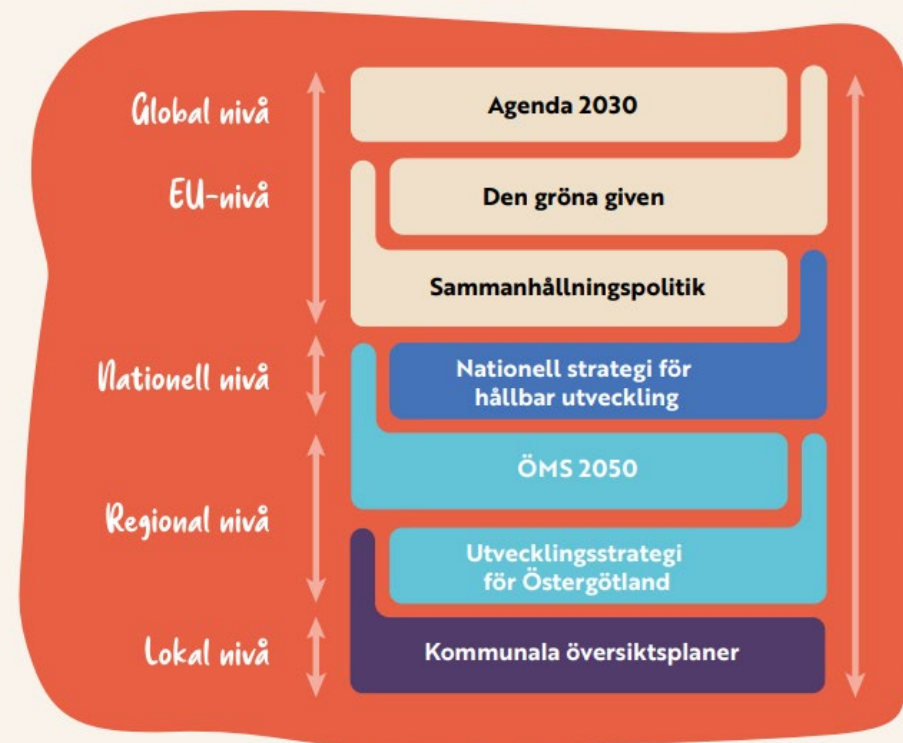 Global nivå
Agenda 2030
EU-nivå
Den gröna given
Sammanhållningspolitik
Nationell nivå
Nationell strategi för
hållbar utveckling
ÖMS 2050
Regional nivå
Utvecklingsstrategi
för Östergötland
Lokal nivå
Kommunala översiktsplaner